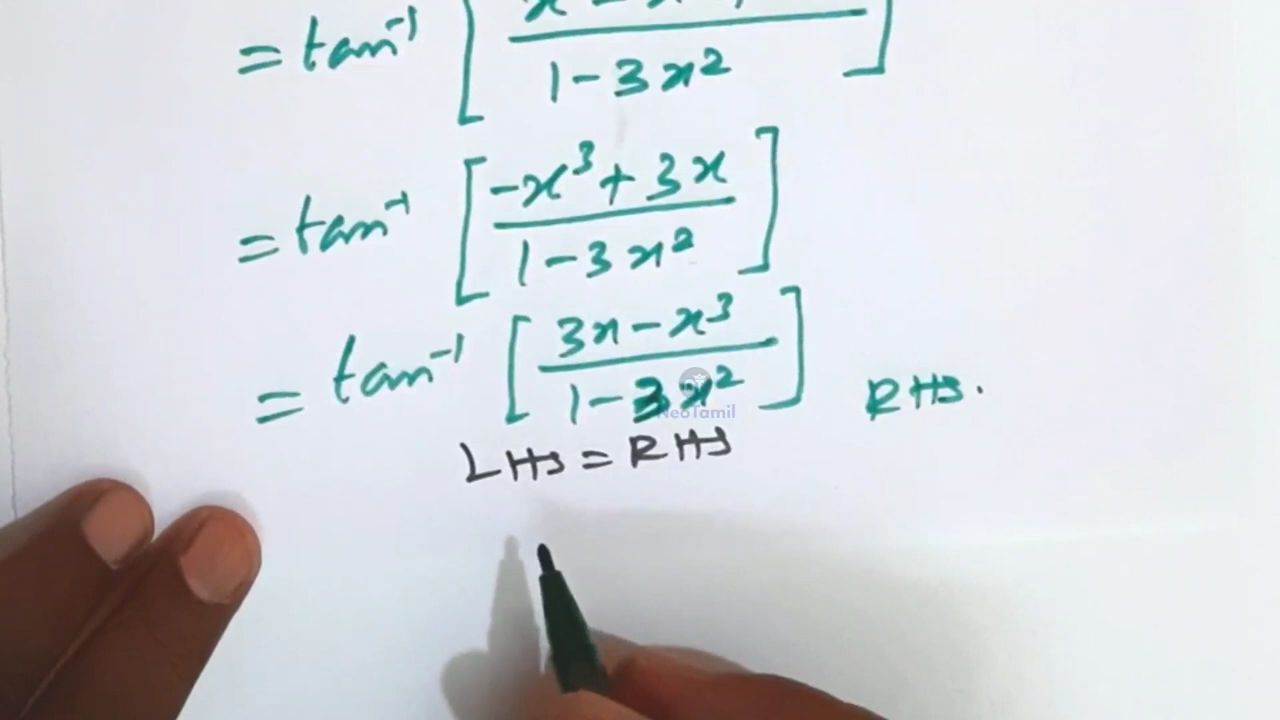 = tan⁻¹ [ / 1-3x² ]
= tan⁻¹ [ -x³+3x / 1-3x² ]
= tan⁻¹ [ 3x-x³ / 1-3x² ] RHS.
NeoTamil
LHS = RHS